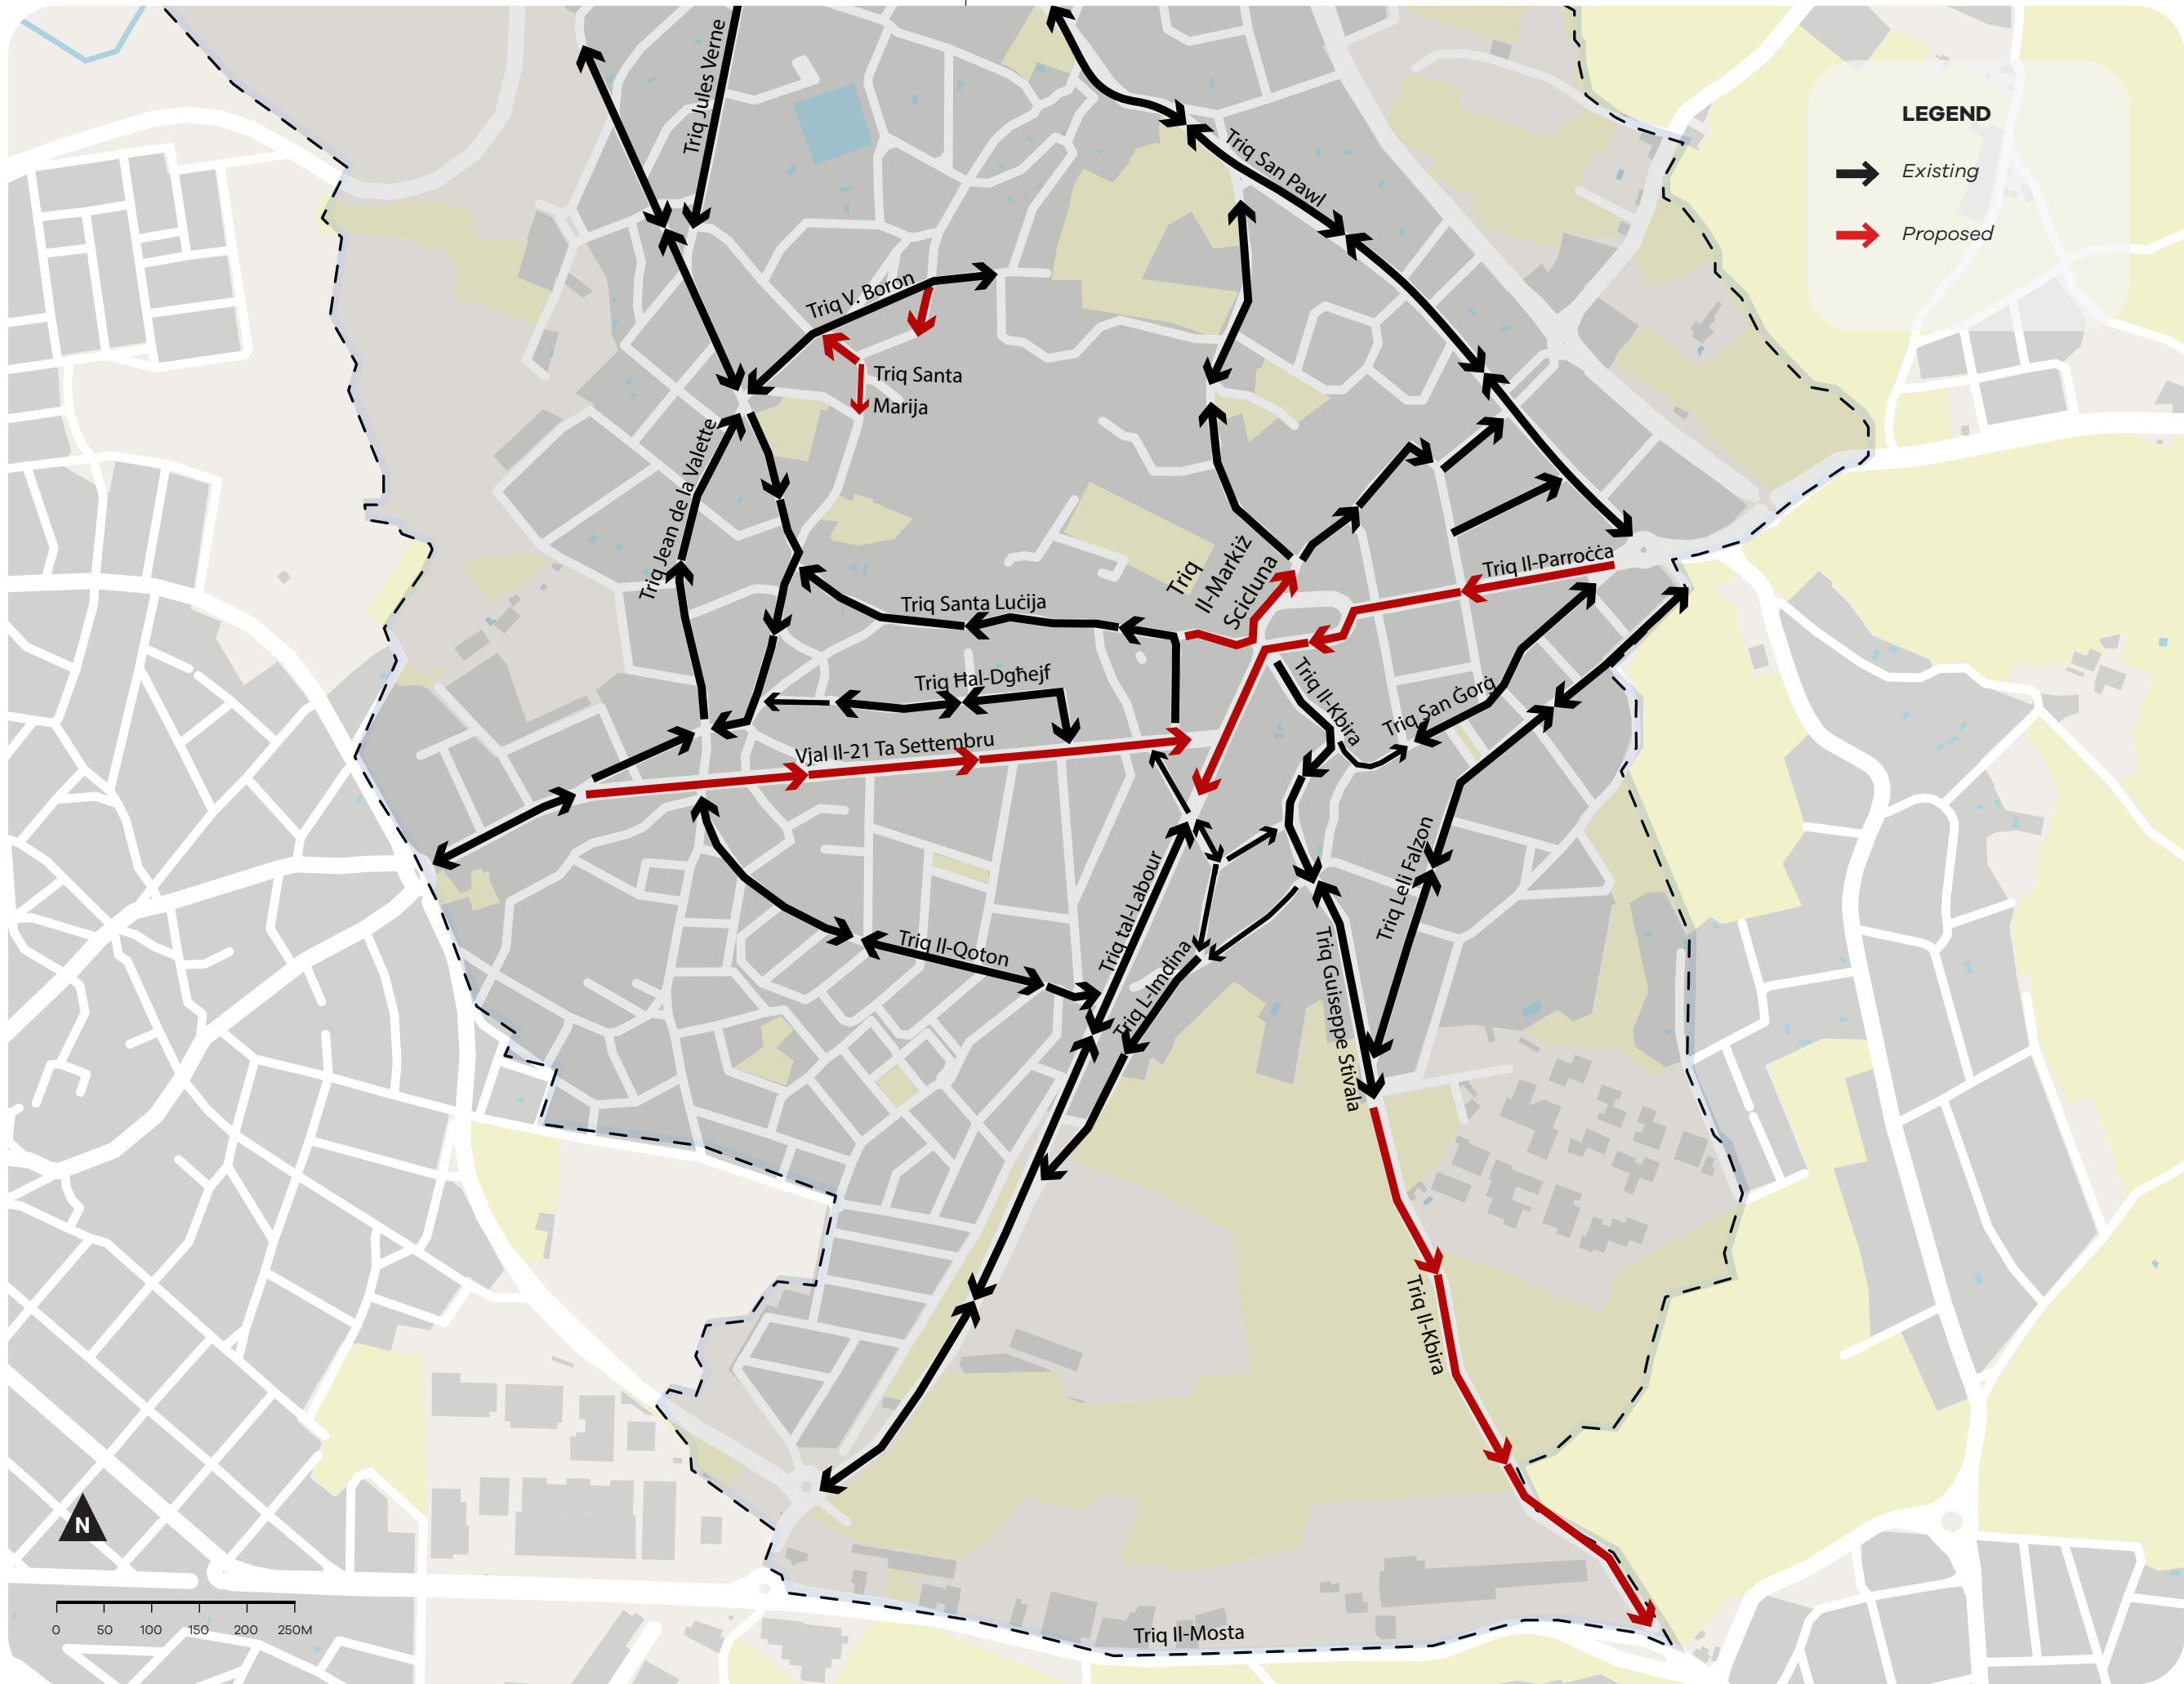 Triq Jules Verne
LEGEND
Existing
Proposed
Triq San Pawl
Triq V. Boron
Triq Santa
Marija
Triq Jean de la Valette
Triq
Il-Markiż
Scicluna
Triq Il-Parroċċa
Triq Santa Luċija
Triq Ħal-Dgħejf
Triq Il-Kbira
Triq San Ġorġ
Vjal Il-21 Ta Settembru
Triq Leli Falzon
Triq tal-Labour
Triq Il-Qoton
Triq L-Imdina
Triq Guiseppe Stivala
Triq Il-Kbira
N
0 50 100 150 200 250M
Triq Il-Mosta